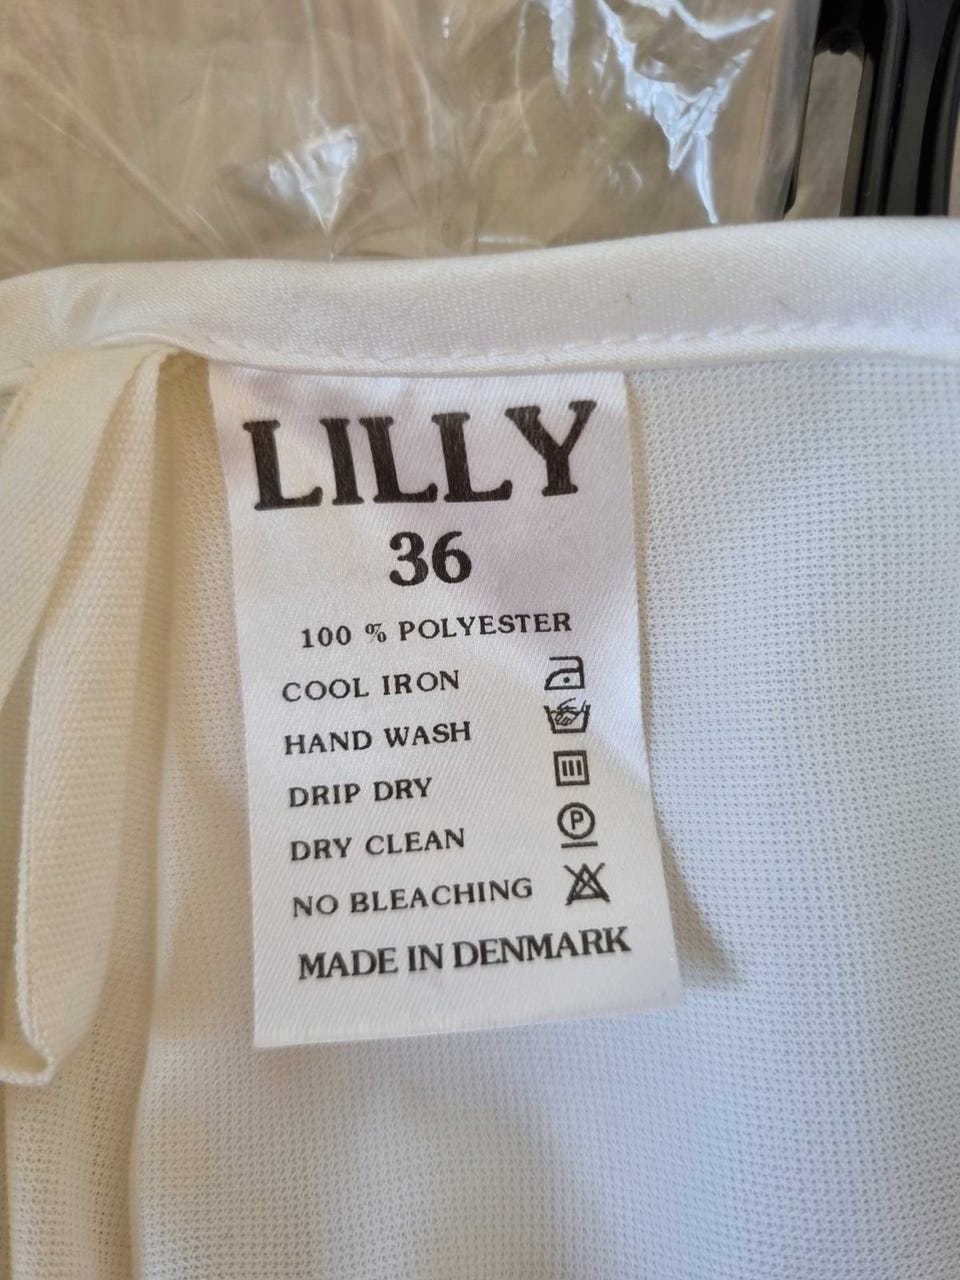 LILLY
36
100 % POLYESTER
COOL IRON
HAND WASH
DRIP DRY
DRY CLEAN P
NO BLEACHING
MADE IN DENMARK